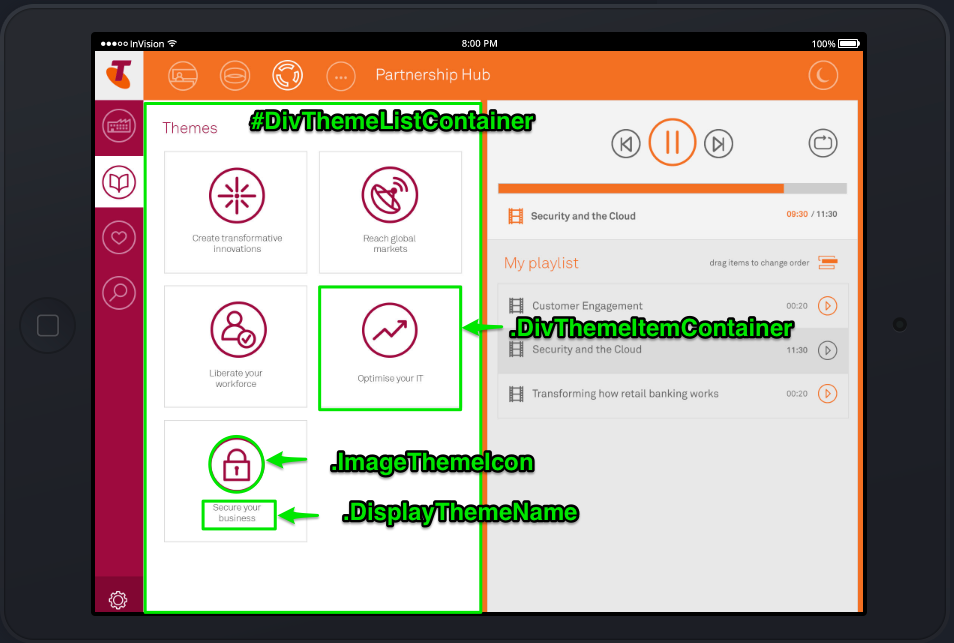 InVision
8:00 PM
100%
T
Partnership Hub
Themes
#DivThemeListContainer
Create transformative
innovations
Reach global
markets
Liberate your
workforce
Optimise your IT
.DivThemeItemContainer
.ImageThemeIcon
Secure your
business
.DisplayThemeName
Security and the Cloud
09:30 / 11:30
My playlist
drag items to change order
Customer Engagement
00:20
Security and the Cloud
11:30
Transforming how retail banking works
00:20